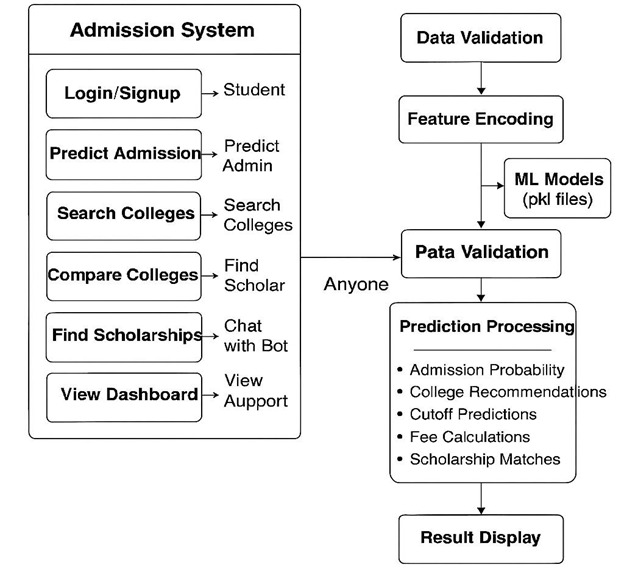 Admission System
Login/Signup
Student
Predict Admission
Predict
Admin
Search Colleges
Search
Colleges
Compare Colleges
Find
Scholar
Find Scholarships
Chat
with Bot
View Dashboard
View
Aupport
Anyone
Data Validation
Feature Encoding
ML Models
(pkl files)
Pata Validation
Prediction Processing
• Admission Probability
• College Recommendations
• Cutoff Predictions
• Fee Calculations
• Scholarship Matches
Result Display